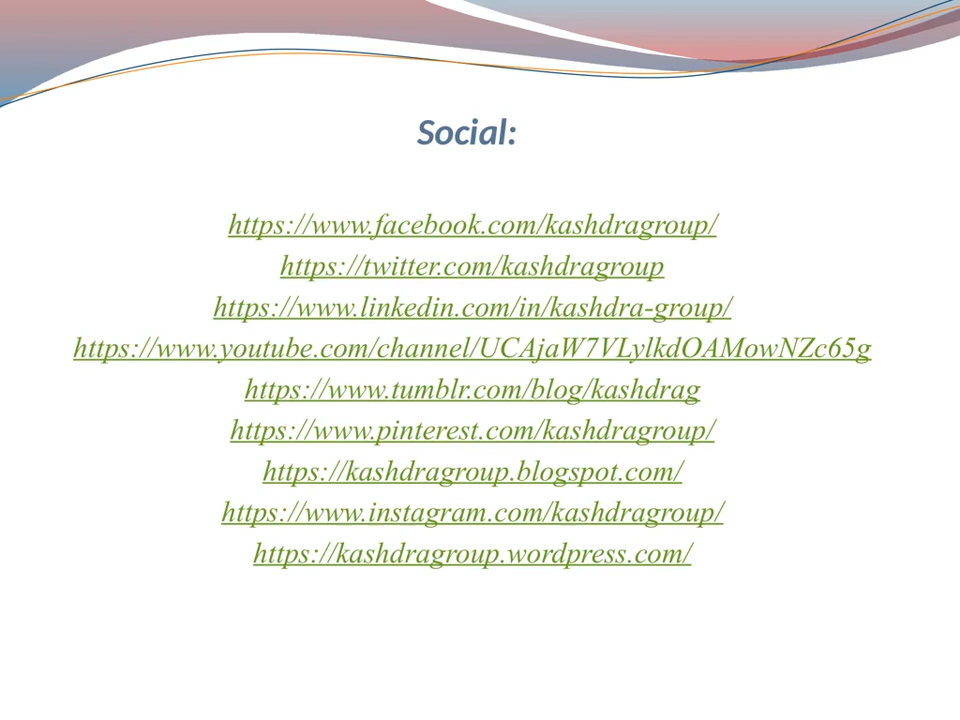 Social:
https://www.facebook.com/kashdragroup/
https://twitter.com/kashdragroup
https://www.linkedin.com/in/kashdra-group/
https://www.youtube.com/channel/UCAjaW7VLylkdOAMowNZc65g
https://www.tumblr.com/blog/kashdrag
https://www.pinterest.com/kashdragroup/
https://kashdragroup.blogspot.com/
https://www.instagram.com/kashdragroup/
https://kashdragroup.wordpress.com/